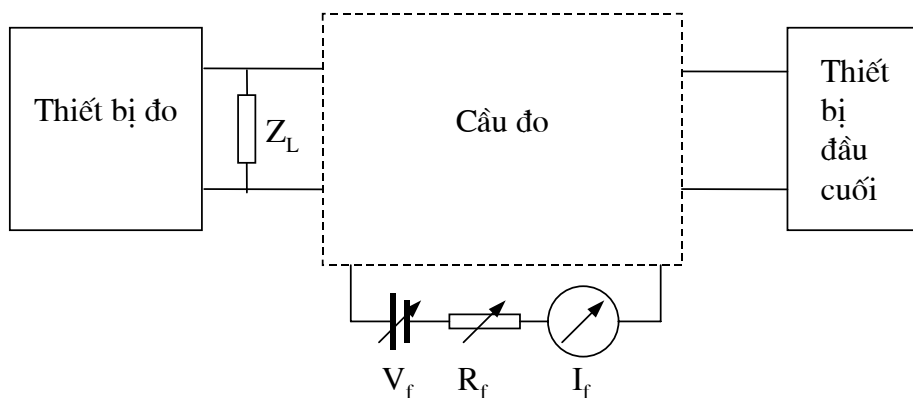 Thiết bị đo
Z_L
Cầu đo
Thiết
bị
đầu
cuối
V_f
R_f
I_f